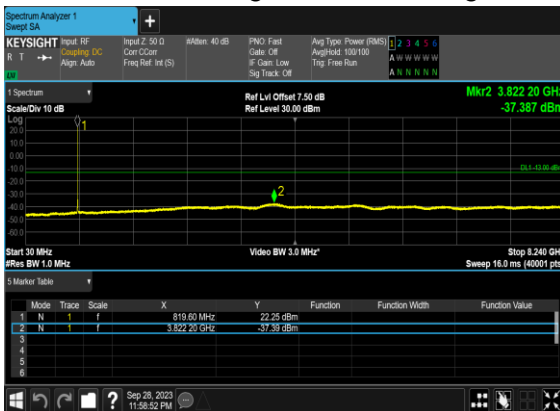 Spectrum Analyzer 1
Swept SA
+
KEYSIGHT Input: RF Input Z: 50 Ω #Atten: 40 dB PNO: Fast Avg Type: Power (RMS) 1 2 3 4 5 6
R T Coupling: DC Corr CCorr Gate: Off Avg|Hold: 100/100 A W W W W W
Align: Auto Freq Ref: Int (S) IF Gain: Low Trig: Free Run
Sig Track: Off A N N N N N
1 Spectrum Ref Lvl Offset 7.50 dB Mkr2 3.822 20 GHz
Scale/Div 10 dB Ref Level 30.00 dBm -37.387 dBm
Log
20.0
10.0
0.00
-10.0
DL1 -13.00 dBm
-20.0
-30.0
-40.0
-50.0
-60.0
1
2
Start 30 MHz Video BW 3.0 MHz* Stop 8.240 GHz
#Res BW 1.0 MHz Sweep 16.0 ms (40001 pts
5 Marker Table
Mode Trace Scale X Y Function Function Width Function Value
1 N 1 f 819.60 MHz 22.25 dBm
2 N 1 f 3.822 20 GHz -37.39 dBm
3
4
5
6
? Sep 28, 2023
11:58:52 PM